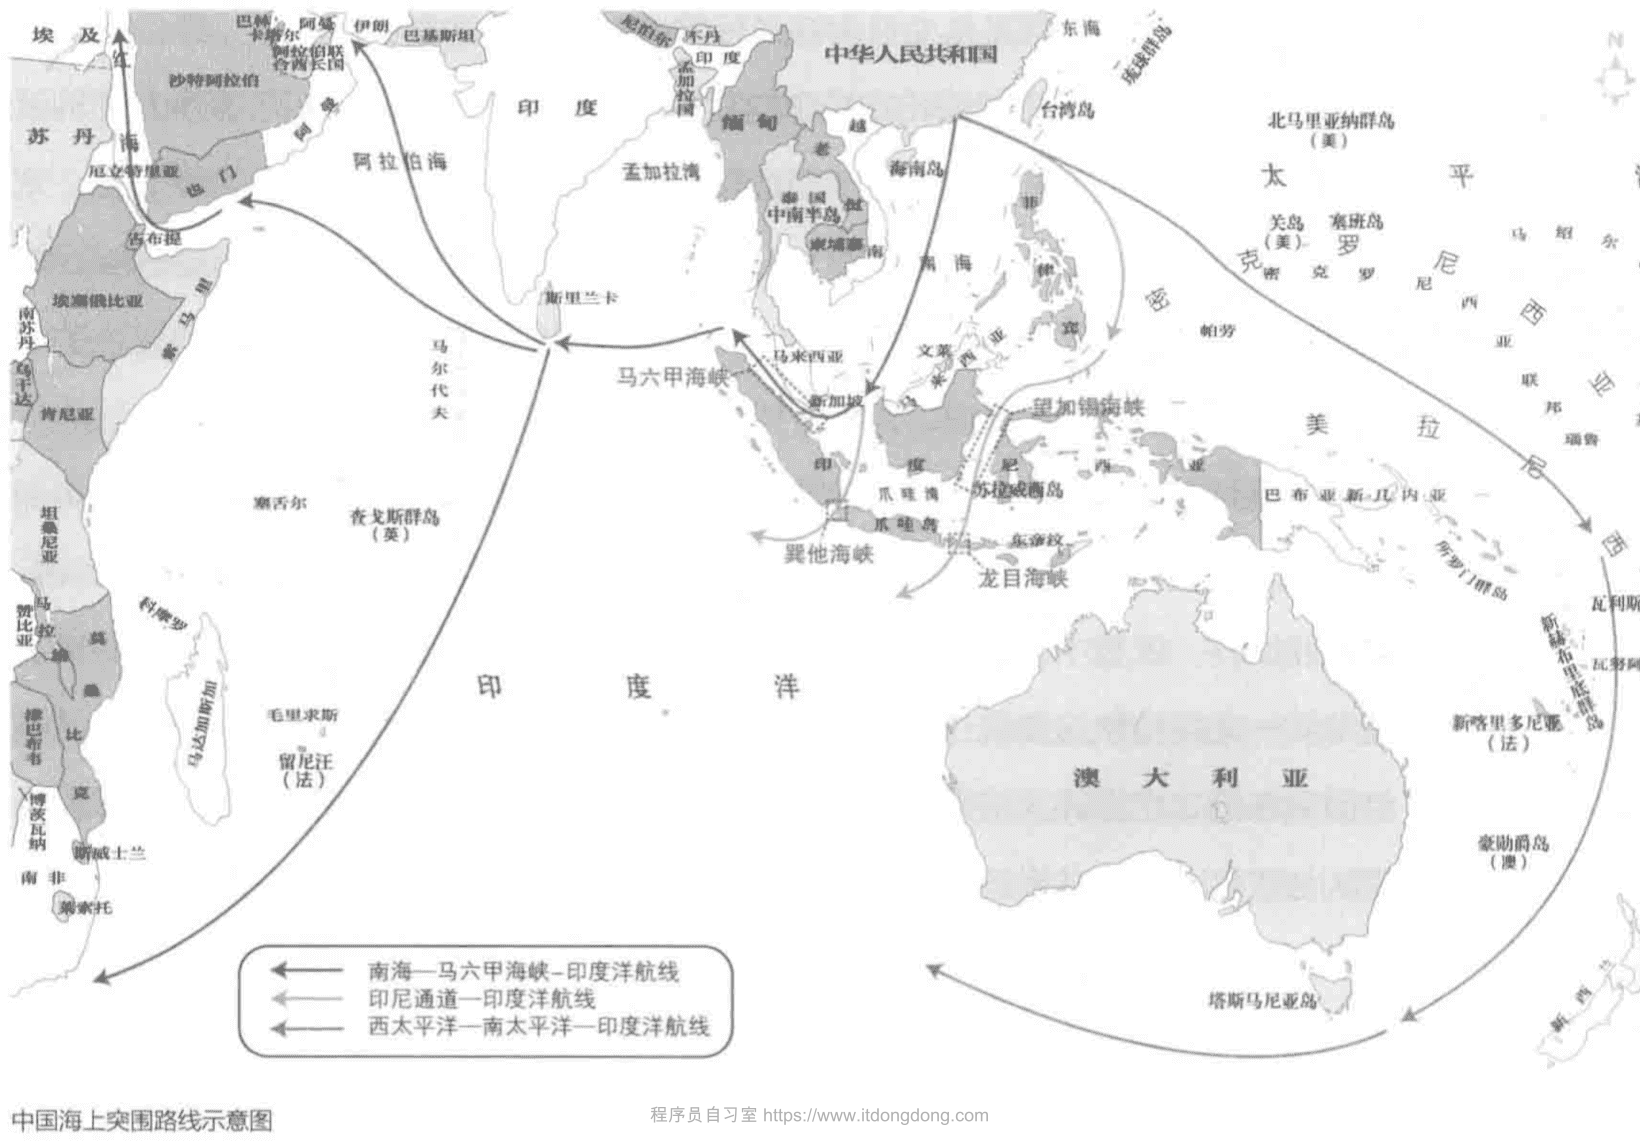 埃 及
红
海
巴林
阿曼
卡塔尔
阿拉伯联
合酋长国
伊朗
巴基斯坦
沙特阿拉伯
苏 丹
厄立特里亚
也门
阿曼
吉布提
阿拉伯海
印 度
尼泊尔
不丹
印 度
孟加拉国
缅 甸
孟加拉湾
中华人民共和国
东海
琉球群岛
台湾岛
越
老
海南岛
泰 国
中南半岛
柬埔寨
南
南 海
菲
律
宾
北马里亚纳群岛
(美)
太 平
关岛
(美)
塞班岛
密 克 罗 尼 西 亚
密 克 罗 尼 西 亚 联 邦
马 绍 尔
帕劳
瑙鲁
美 拉 尼 西
埃塞俄比亚
索马里
南苏丹
乌干达
肯尼亚
斯里兰卡
马尔代夫
马六甲海峡
马来西亚
新加坡
文莱
马 来 西 亚
望加锡海峡
印 度 尼 西 亚
苏拉威西岛
爪 哇 海
爪 哇 岛
巽他海峡
龙目海峡
东帝汶
巴 布 亚 新 几 内 亚
所罗门群岛
瓦利斯
瓦努阿
新赫布里底群岛
新喀里多尼亚
(法)
塞舌尔
查戈斯群岛
(英)
坦桑尼亚
科摩罗
赞比亚
马拉维
莫
桑
比
克
津巴布韦
马达加斯加
毛里求斯
留尼汪
(法)
博茨瓦纳
斯威士兰
南 非
莱索托
印 度 洋
澳 大 利 亚
豪勋爵岛
(澳)
塔斯马尼亚岛
新 西 兰
N
南海—马六甲海峡-印度洋航线
印尼通道—印度洋航线
西太平洋—南太平洋—印度洋航线
中国海上突围路线示意图
程序员自习室 https://www.itdongdong.com